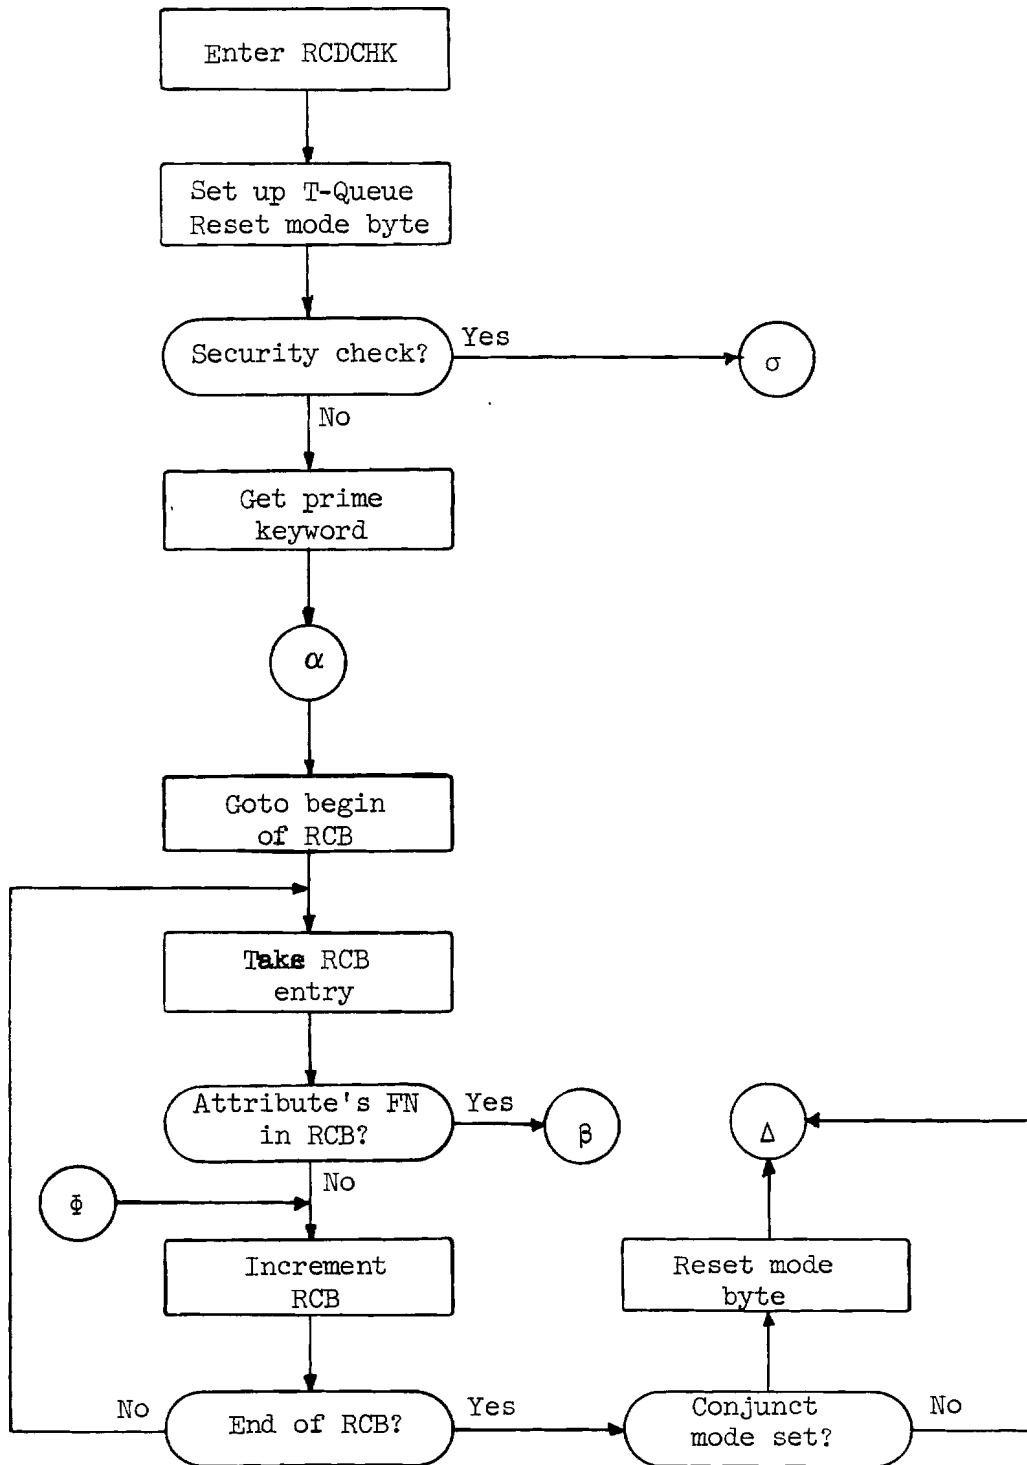 Enter RCDCHK
Set up T-Queue
Reset mode byte
Security check?
Yes
σ
No
Get prime
keyword
α
Goto begin
of RCB
Take RCB
entry
Attribute's FN
in RCB?
Yes
β
Δ
No
Φ
Increment
RCB
Reset mode
byte
No
End of RCB?
Yes
Conjunct
mode set?
No